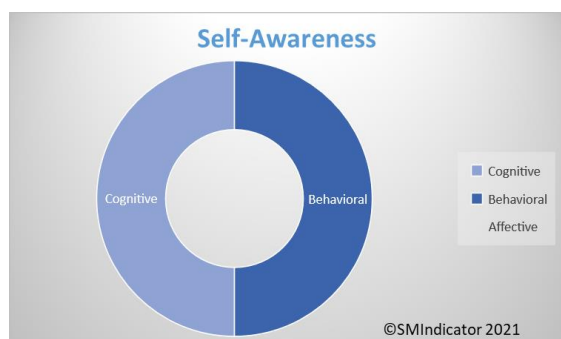 Self-Awareness
Cognitive
Behavioral
Cognitive
Behavioral
Affective
©SMIndicator 2021